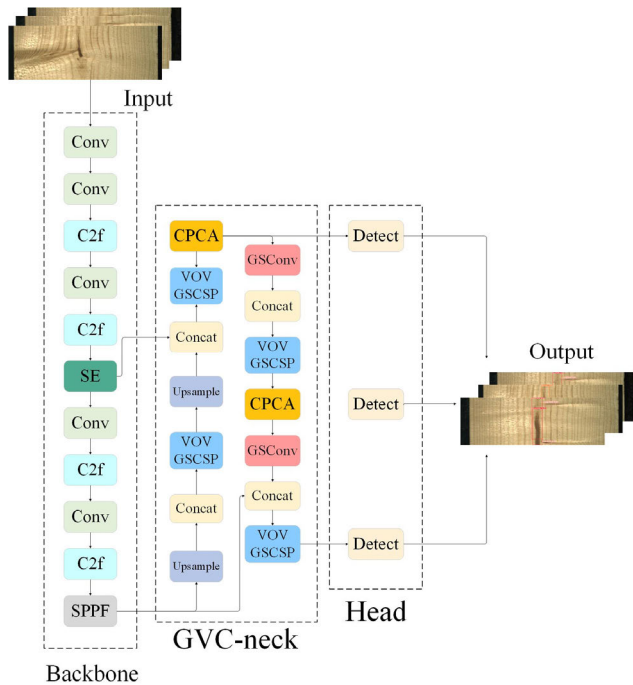 Input
Conv
Conv
C2f
Conv
C2f
SE
Conv
C2f
Conv
C2f
SPPF
Backbone
CPCA
VOV
GSCSP
Concat
Upsample
VOV
GSCSP
Concat
Upsample
GSConv
Concat
VOV
GSCSP
CPCA
GSConv
Concat
VOV
GSCSP
GVC-neck
Detect
Detect
Detect
Head
Output